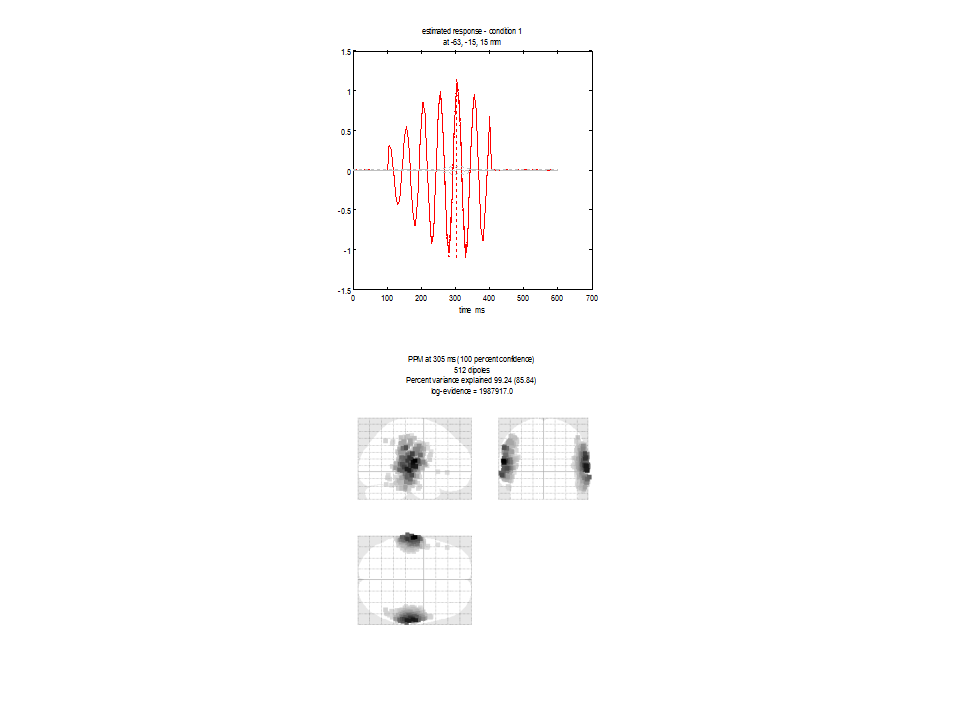 estimated response - condition 1
at -63, -15, 15 mm
1.5
1
0.5
0
-0.5
-1
-1.5
0 100 200 300 400 500 600 700
time ms
PPM at 305 ms (100 percent confidence)
512 dipoles
Percent variance explained 99.24 (85.84)
log-evidence = 1987917.0